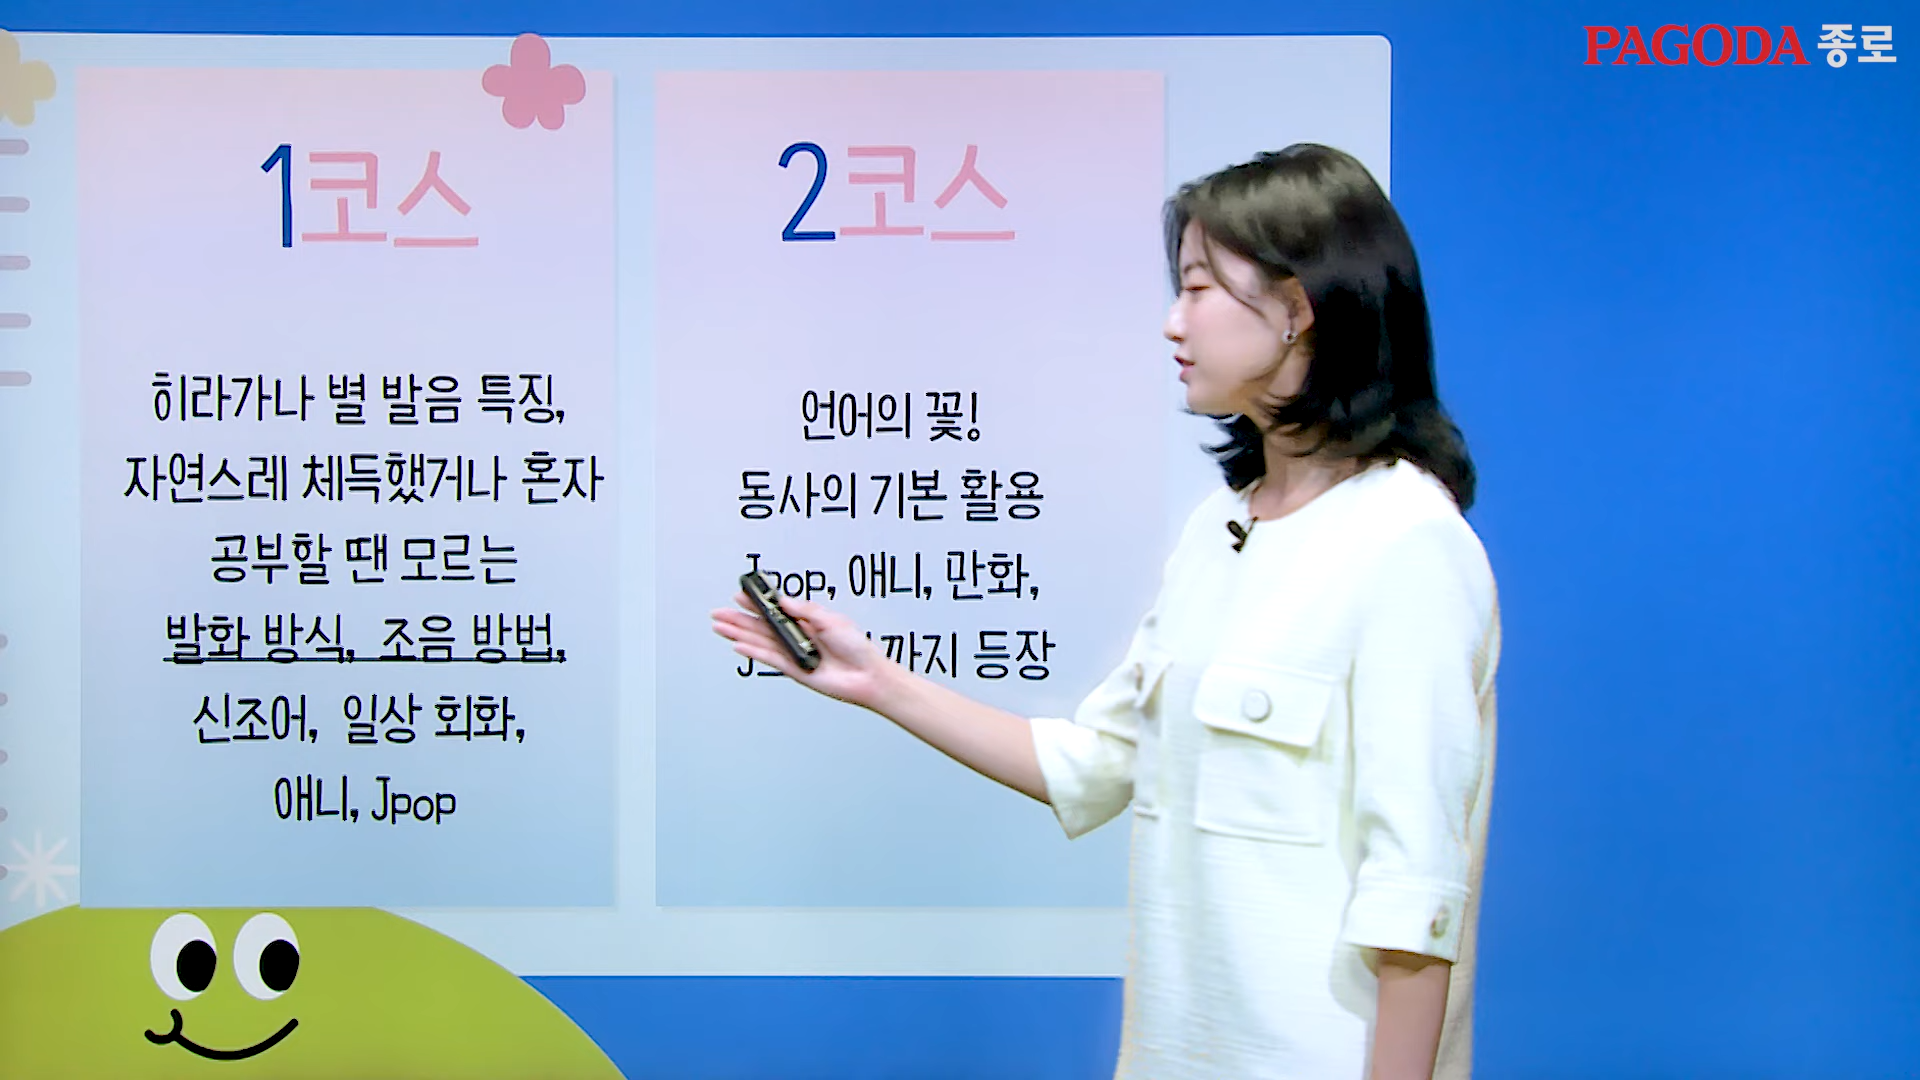 PAGODA 종로
1코스
히라가나 별 발음 특징,
자연스레 체득했거나 혼자
공부할 땐 모르는
발화 방식, 조음 방법,
신조어, 일상 회화,
애니, Jpop
2코스
언어의 꽃!
동사의 기본 활용
Jpop, 애니, 만화,
까지 등장